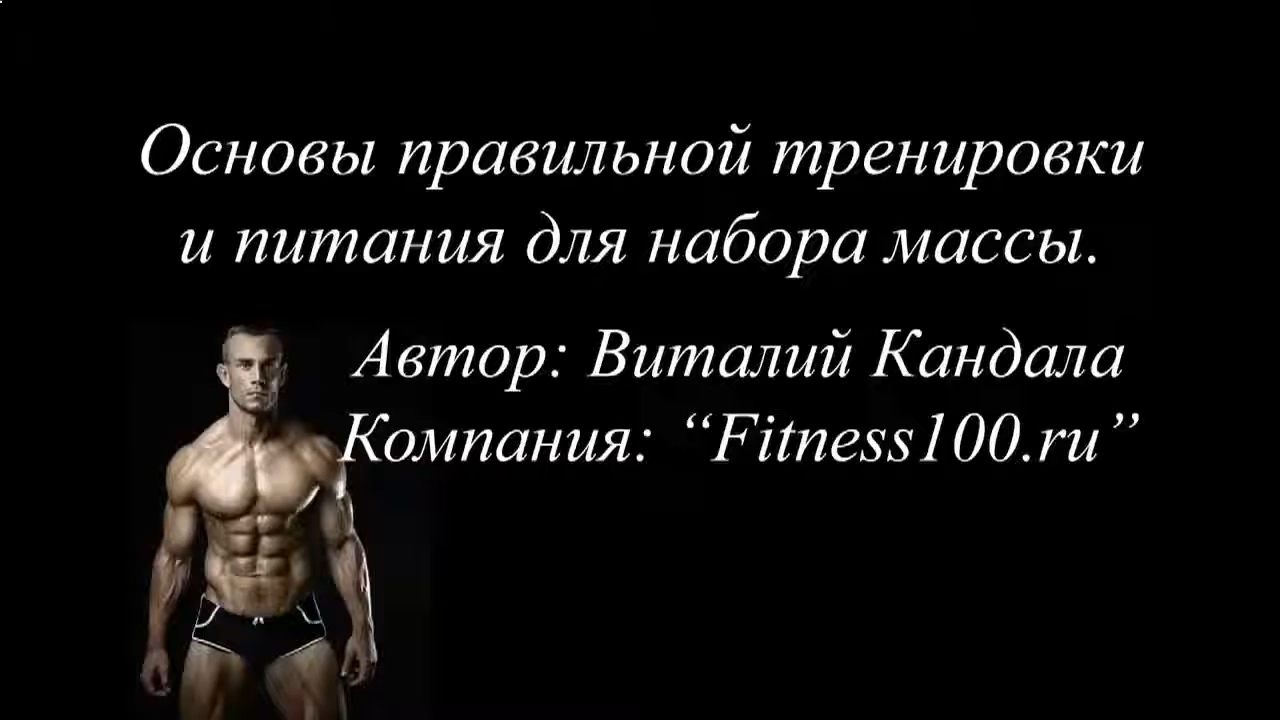 Основы правильной тренировки
и питания для набора массы.
Автор: Виталий Кандала
Компания: “Fitness100.ru”